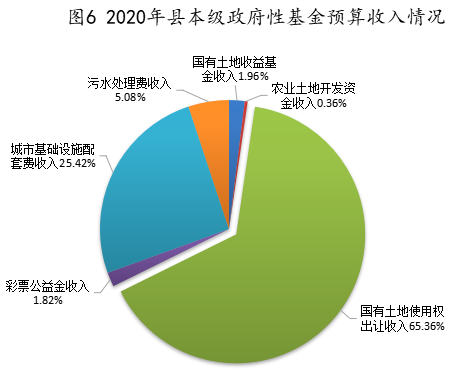 图6 2020年县本级政府性基金预算收入情况
国有土地收益基
金收入1.96%
农业土地开发资
金收入0.36%
污水处理费收入
5.08%
城市基础设施配
套费收入25.42%
彩票公益金收入
1.82%
国有土地使用权
出让收入65.36%